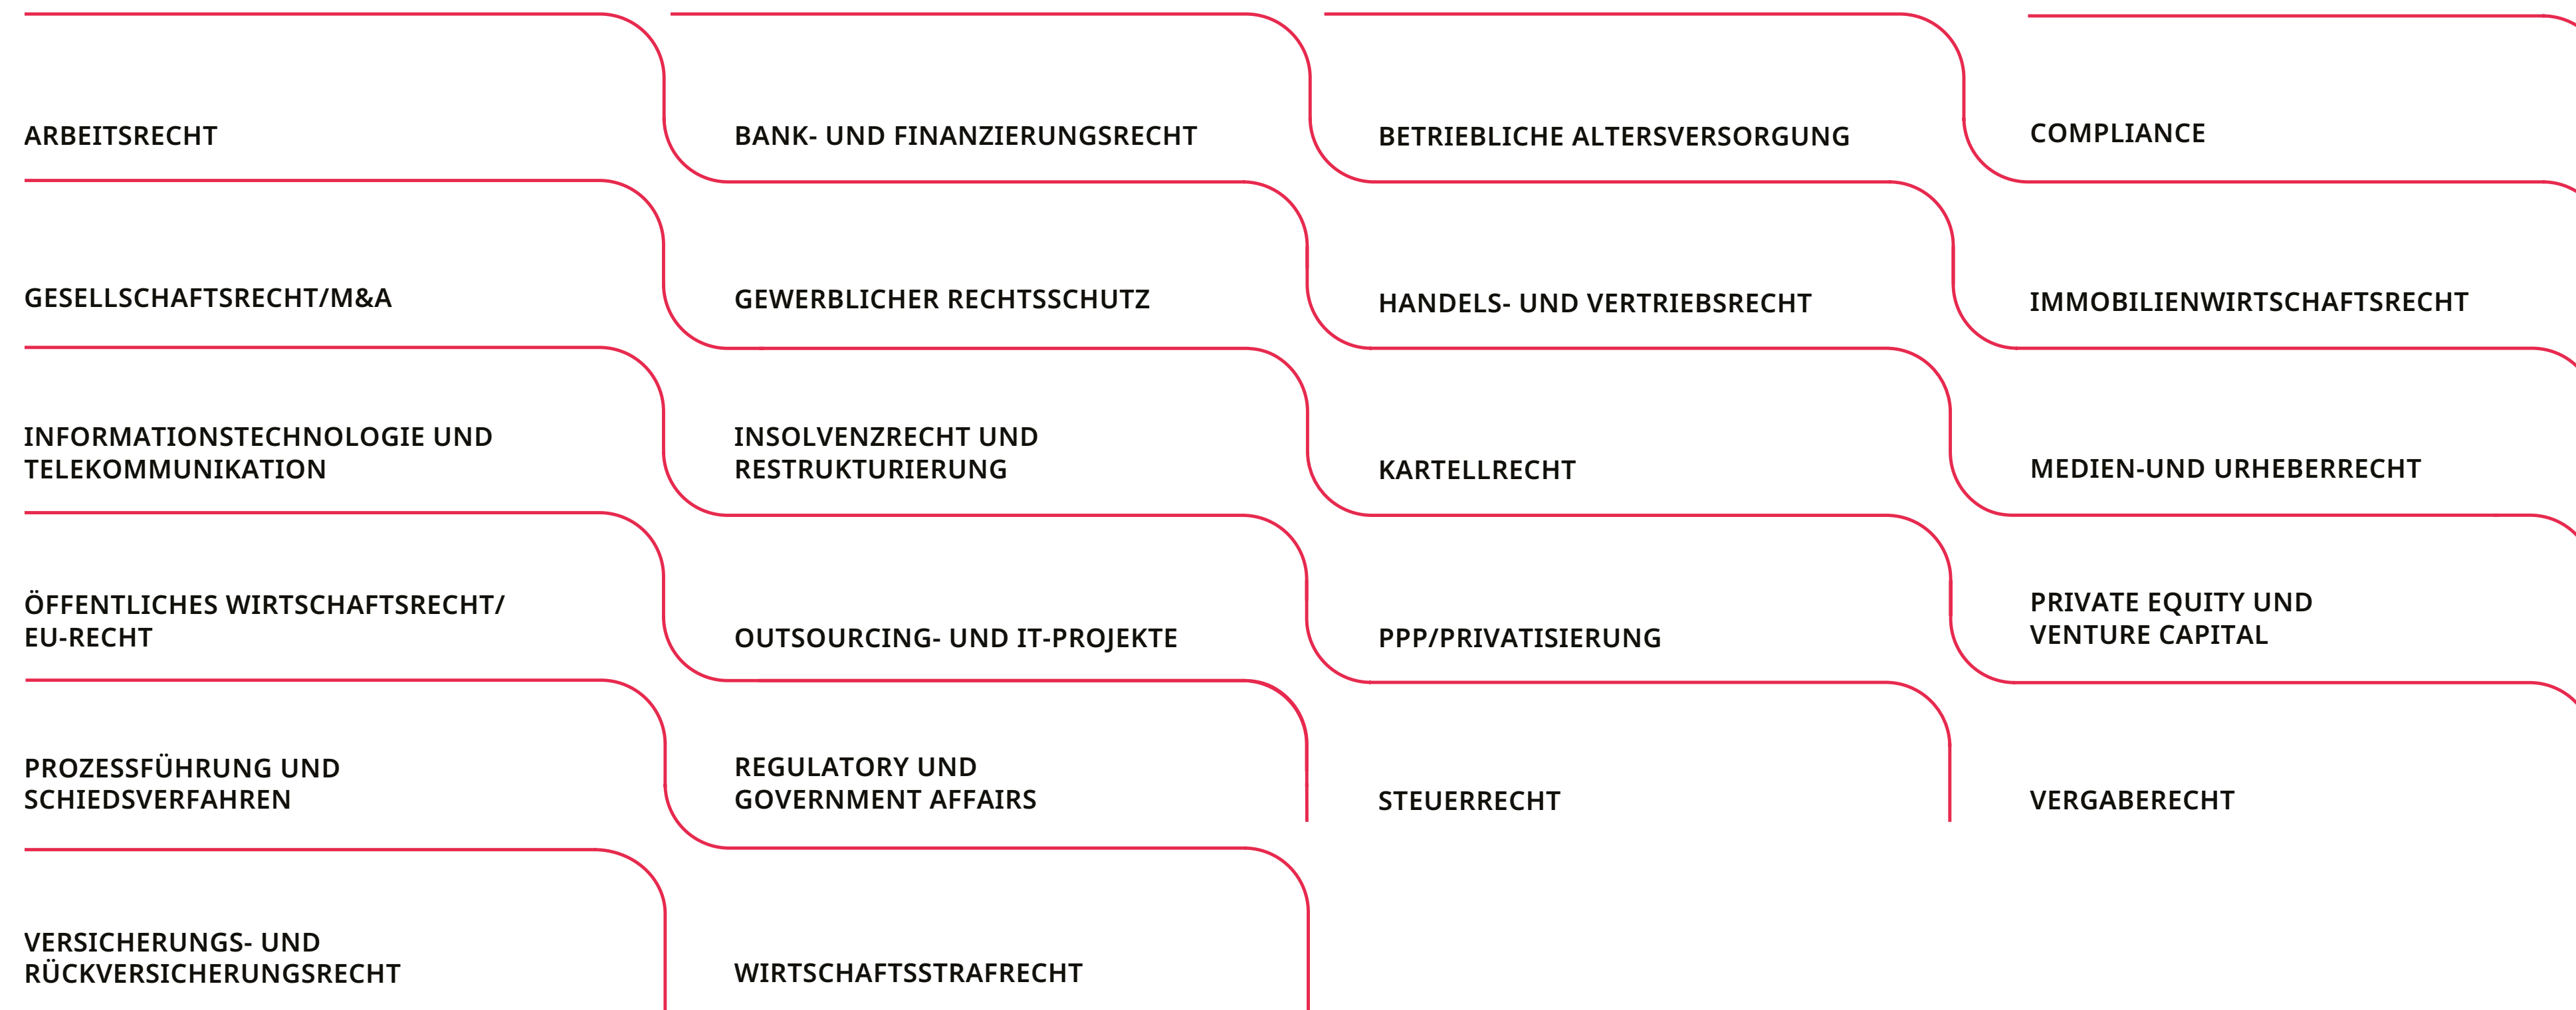 ARBEITSRECHT
BANK- UND FINANZIERUNGSRECHT
BETRIEBLICHE ALTERSVERSORGUNG
COMPLIANCE
GESELLSCHAFTSRECHT/M&A
GEWERBLICHER RECHTSSCHUTZ
HANDELS- UND VERTRIEBSRECHT
IMMOBILIENWIRTSCHAFTSRECHT
INFORMATIONSTECHNOLOGIE UND
TELEKOMMUNIKATION
INSOLVENZRECHT UND
RESTRUKTURIERUNG
KARTELLRECHT
MEDIEN-UND URHEBERRECHT
ÖFFENTLICHES WIRTSCHAFTSRECHT/
EU-RECHT
OUTSOURCING- UND IT-PROJEKTE
PPP/PRIVATISIERUNG
PRIVATE EQUITY UND
VENTURE CAPITAL
PROZESSFÜHRUNG UND
SCHIEDSVERFAHREN
REGULATORY UND
GOVERNMENT AFFAIRS
STEUERRECHT
VERGABERECHT
VERSICHERUNGS- UND
RÜCKVERSICHERUNGSRECHT
WIRTSCHAFTSSTRAFRECHT